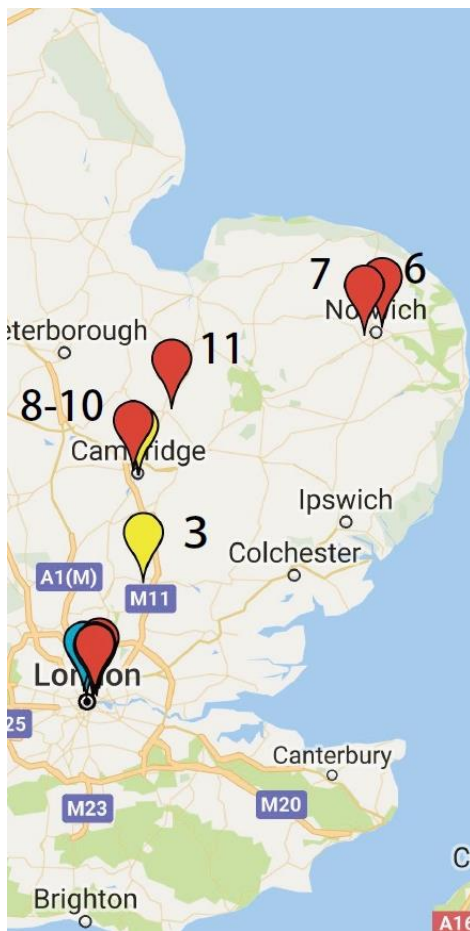 7
6
Norwich
eterborough
11
8-10
Cambridge
Ipswich
3
Colchester
A1(M)
M11
London
25
Canterbury
M23
M20
C
Brighton
A16